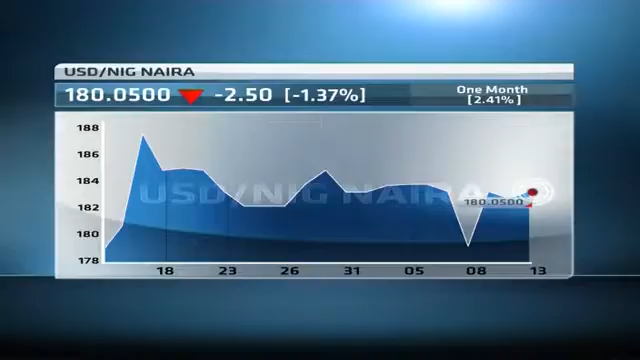 USD/NIG NAIRA
180.0500 -2.50 [-1.37%]
One Month
[2.41%]
188
186
184
182
180
178
USD/NIG NAIRA
180.0500
18 23 26 31 05 08 13